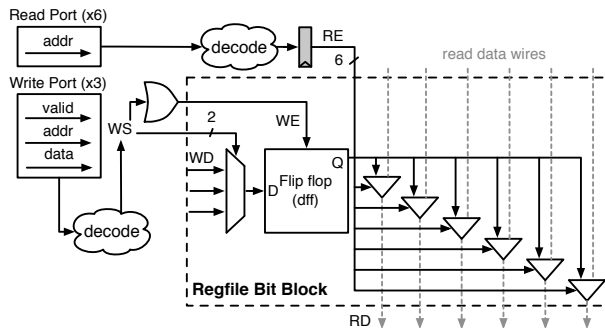 Read Port (x6)
addr
decode
RE
6
read data wires
Write Port (x3)
valid
addr
data
WS
2
WE
WD
Q
D
Flip flop
(dff)
decode
Regfile Bit Block
RD